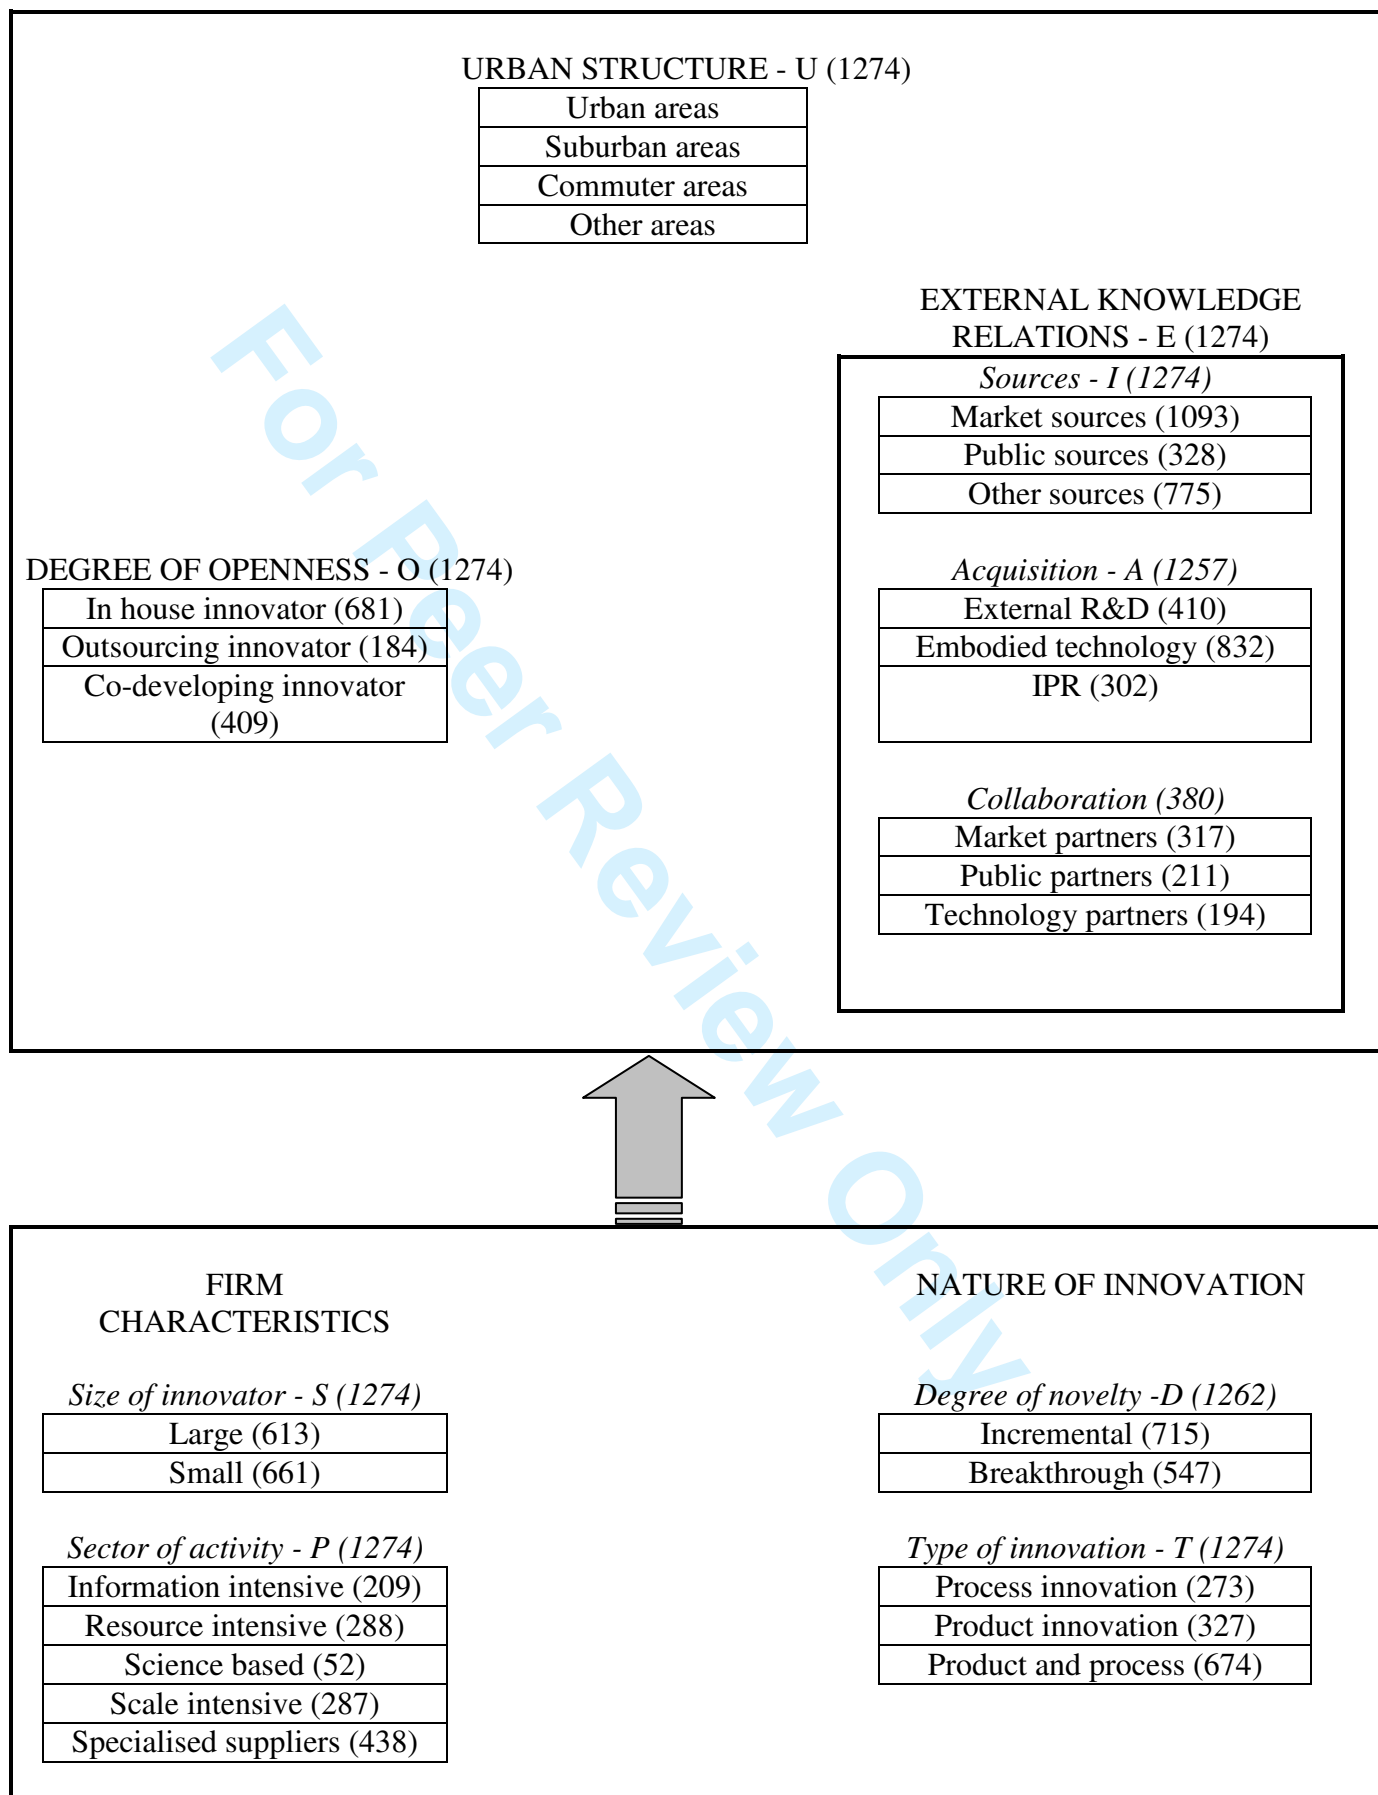 URBAN STRUCTURE - U (1274)
Urban areas
Suburban areas
Commuter areas
Other areas
EXTERNAL KNOWLEDGE
RELATIONS - E (1274)
Sources - I (1274)
Market sources (1093)
Public sources (328)
Other sources (775)
DEGREE OF OPENNESS - O (1274)
In house innovator (681)
Outsourcing innovator (184)
Co-developing innovator
(409)
Acquisition - A (1257)
External R&D (410)
Embodied technology (832)
IPR (302)
Collaboration (380)
Market partners (317)
Public partners (211)
Technology partners (194)
FIRM
CHARACTERISTICS
Size of innovator - S (1274)
Large (613)
Small (661)
Sector of activity - P (1274)
Information intensive (209)
Resource intensive (288)
Science based (52)
Scale intensive (287)
Specialised suppliers (438)
NATURE OF INNOVATION
Degree of novelty -D (1262)
Incremental (715)
Breakthrough (547)
Type of innovation - T (1274)
Process innovation (273)
Product innovation (327)
Product and process (674)
For Peer Review Only